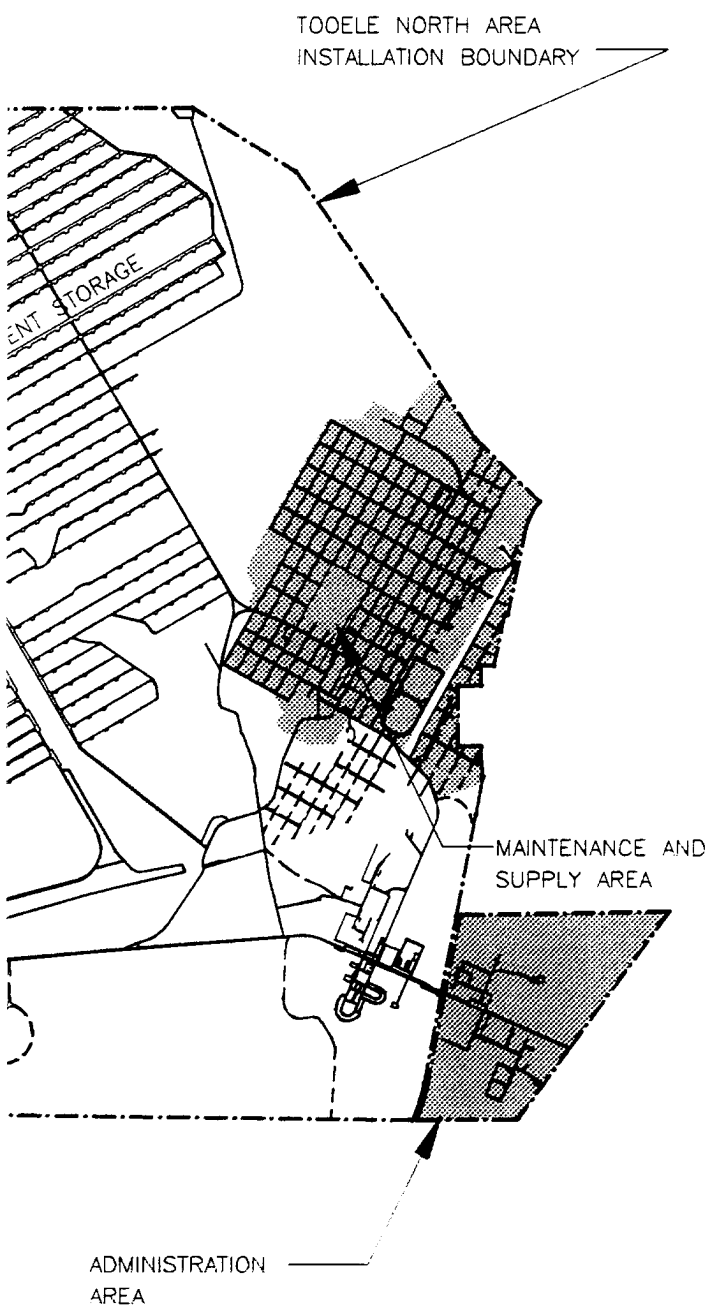 TOOELE NORTH AREA
INSTALLATION BOUNDARY
ENT STORAGE
MAINTENANCE AND
SUPPLY AREA
ADMINISTRATION
AREA